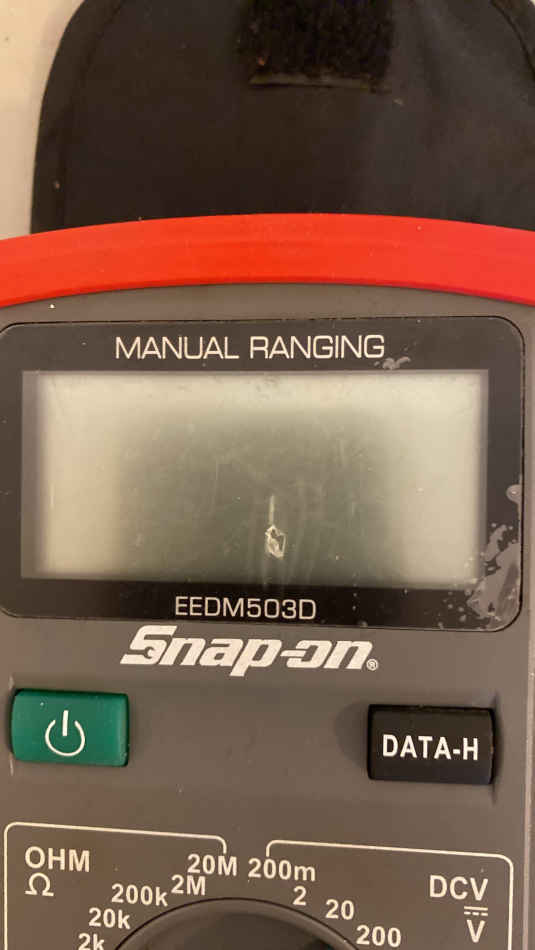 MANUAL RANGING
EEDM503D
Snap-on®
DATA-H
OHM
Ω
2k
20k
200k
2M
20M
200m
2
20
200
DCV
V